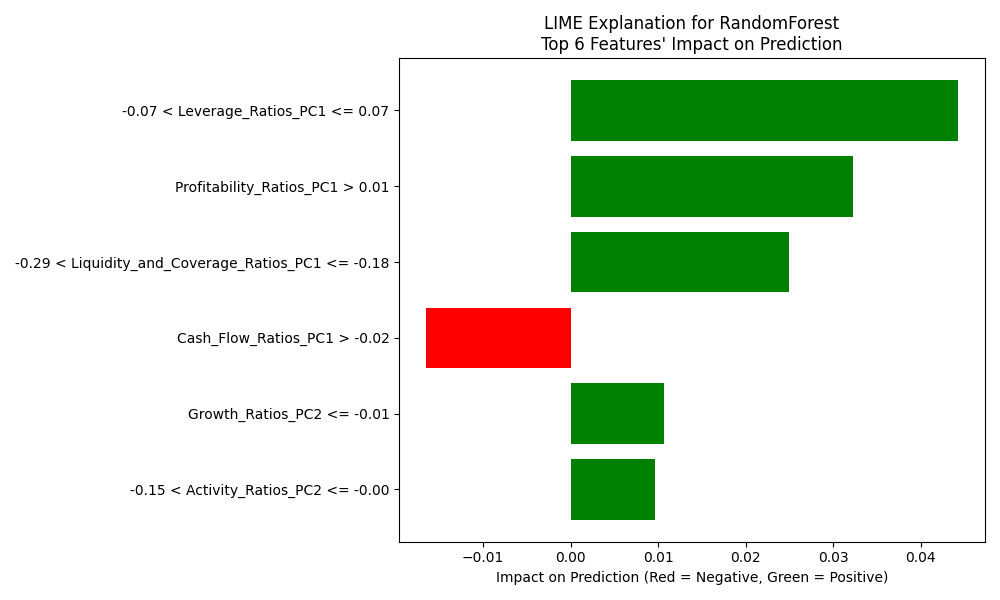 LIME Explanation for RandomForest
Top 6 Features' Impact on Prediction
-0.07 < Leverage_Ratios_PC1 <= 0.07
Profitability_Ratios_PC1 > 0.01
-0.29 < Liquidity_and_Coverage_Ratios_PC1 <= -0.18
Cash_Flow_Ratios_PC1 > -0.02
Growth_Ratios_PC2 <= -0.01
-0.15 < Activity_Ratios_PC2 <= -0.00
−0.01 0.00 0.01 0.02 0.03 0.04
Impact on Prediction (Red = Negative, Green = Positive)